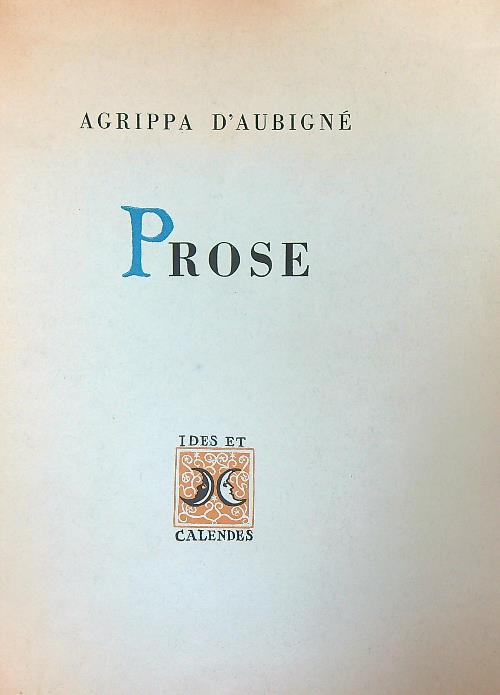 AGRIPPA D'AUBIGNÉ
PROSE
IDES ET
CALENDES